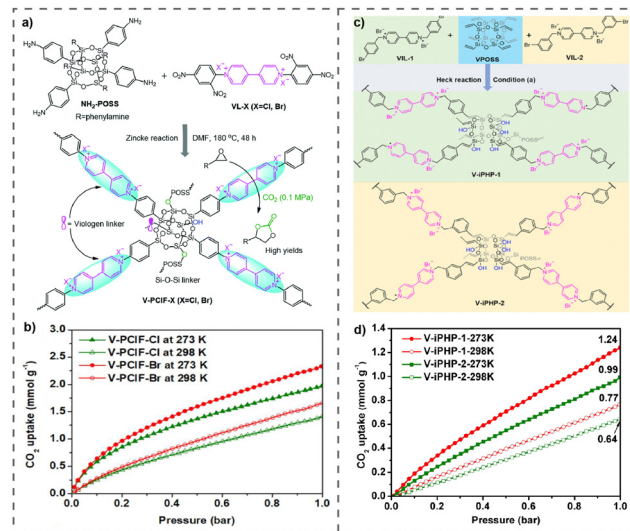 a)
H₂N
NH₂
R
Si
O
NH₂
H₂N
NH₂-POSS
R=phenylamine
+
O₂N
NO₂
X⁻
N⁺
NO₂
NO₂
VL-X (X=Cl, Br)
Zincke reaction
DMF, 180 ºC, 48 h
R
O
CO₂ (0.1 MPa)
POSS
OH
High yields
= Viologen linker
POSS
Si-O-Si linker
V-PCIF-X (X=Cl, Br)
b)
V-PCIF-Cl at 273 K
V-PCIF-Cl at 298 K
V-PCIF-Br at 273 K
V-PCIF-Br at 298 K
CO₂ uptake (mmol g⁻¹)
3.0
2.5
2.0
1.5
1.0
0.5
0.0
0.0 0.2 0.4 0.6 0.8 1.0
Pressure (bar)
c)
Br
Br⁻
VIL-1
+
VPOSS
+
VIL-2
Heck reaction
Condition (a)
Br⁻
OH
POSS
V-iPHP-1
Br⁻
OH
POSS
V-iPHP-2
d)
V-iPHP-1-273K
V-iPHP-1-298K
V-iPHP-2-273K
V-iPHP-2-298K
1.24
0.99
0.77
0.64
CO₂ uptake (mmol g⁻¹)
1.4
1.2
1.0
0.8
0.6
0.4
0.2
0.0
0.0 0.2 0.4 0.6 0.8 1.0
Pressure (bar)